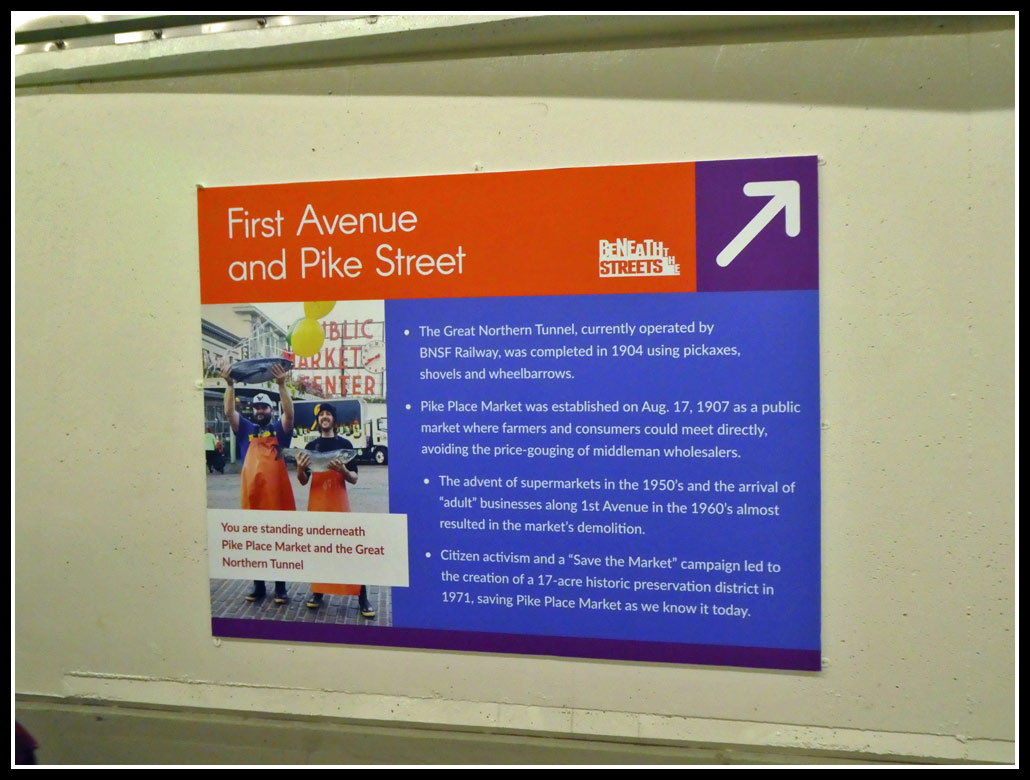 First Avenue
and Pike Street
BENEATH THE
STREETS
PUBLIC
MARKET
CENTER
You are standing underneath
Pike Place Market and the Great
Northern Tunnel
• The Great Northern Tunnel, currently operated by
BNSF Railway, was completed in 1904 using pickaxes,
shovels and wheelbarrows.
• Pike Place Market was established on Aug. 17, 1907 as a public
market where farmers and consumers could meet directly,
avoiding the price-gouging of middleman wholesalers.
• The advent of supermarkets in the 1950's and the arrival of
"adult" businesses along 1st Avenue in the 1960's almost
resulted in the market's demolition.
• Citizen activism and a "Save the Market" campaign led to
the creation of a 17-acre historic preservation district in
1971, saving Pike Place Market as we know it today.